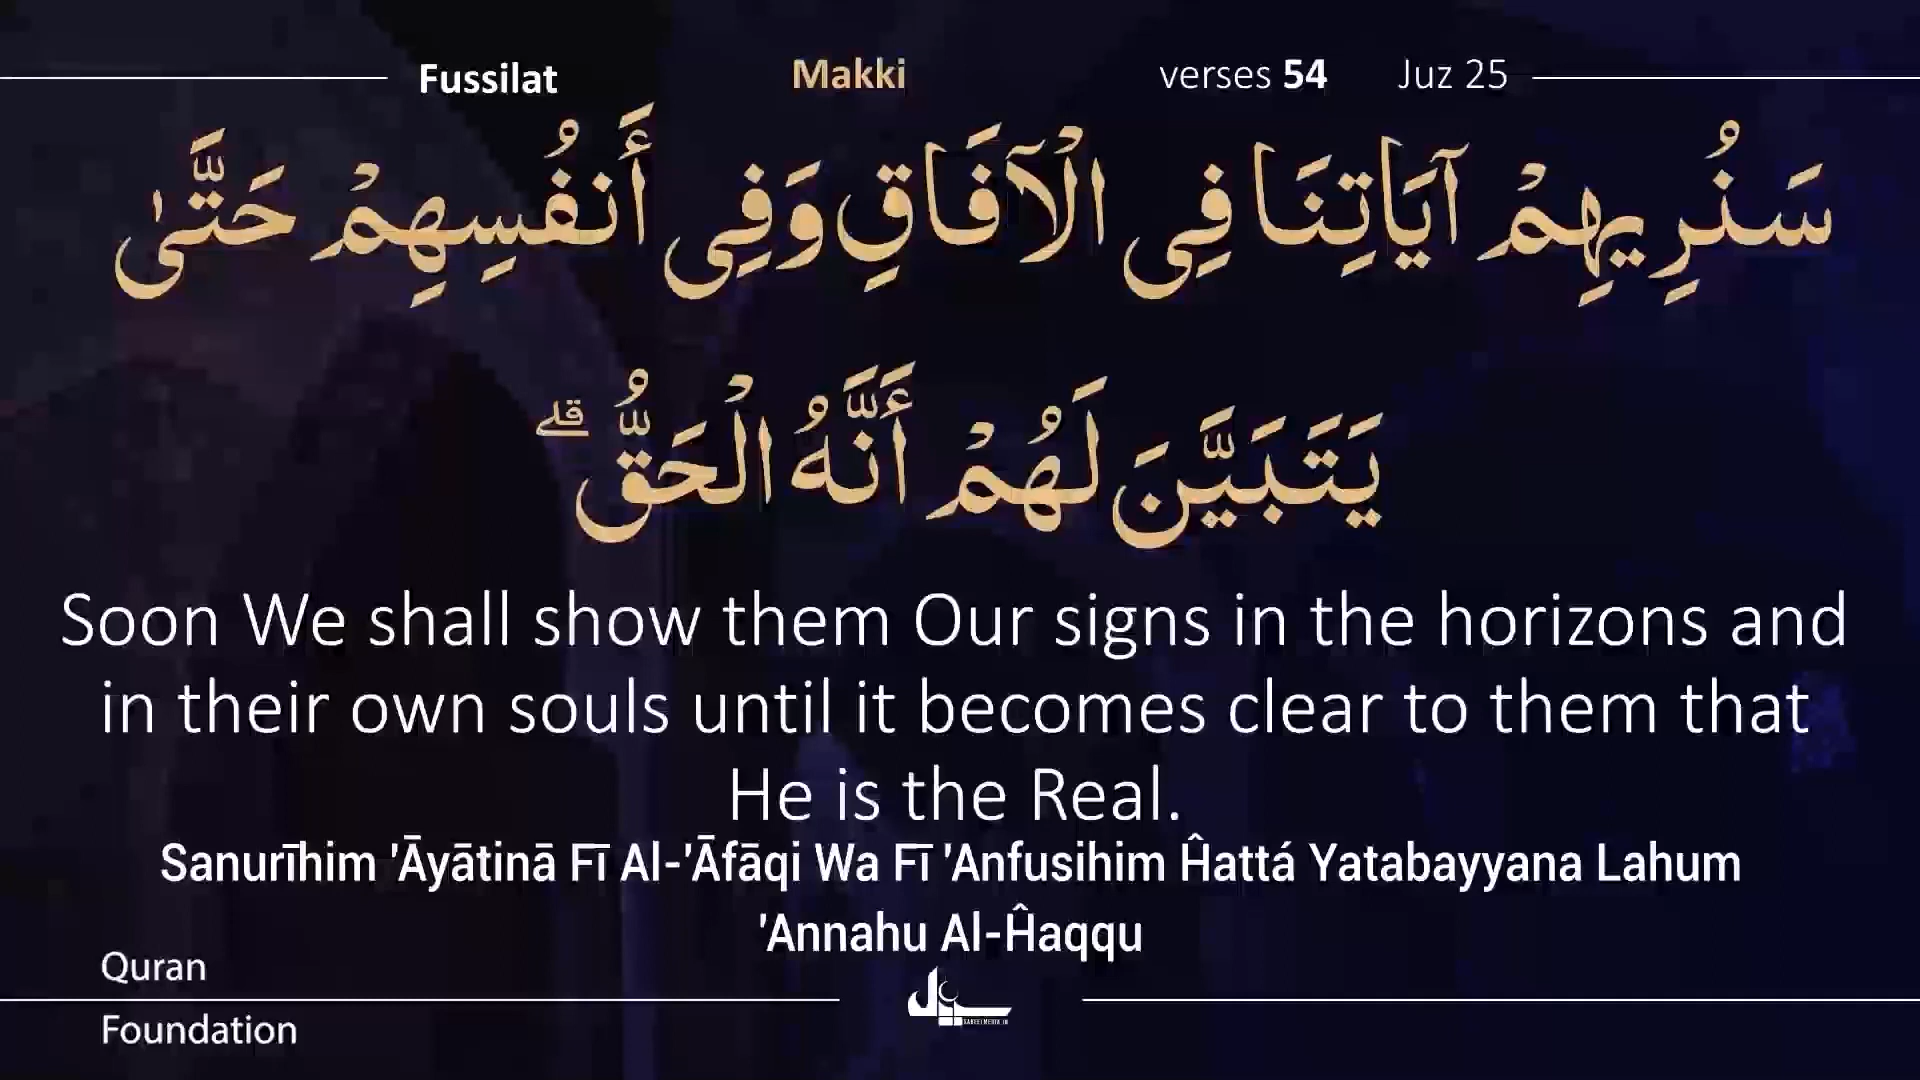 Fussilat Makki verses 54 Juz 25
سَنُرِيهِمْ آيَاتِنَا فِي الْآفَاقِ وَفِي أَنفُسِهِمْ حَتَّىٰ
يَتَبَيَّنَ لَهُمْ أَنَّهُ الْحَقُّ ۗ
Soon We shall show them Our signs in the horizons and
in their own souls until it becomes clear to them that
He is the Real.
Sanurīhim 'Āyātinā Fī Al-'Āfāqi Wa Fī 'Anfusihim Ĥattá Yatabayyana Lahum
'Annahu Al-Ĥaqqu
Quran
Foundation